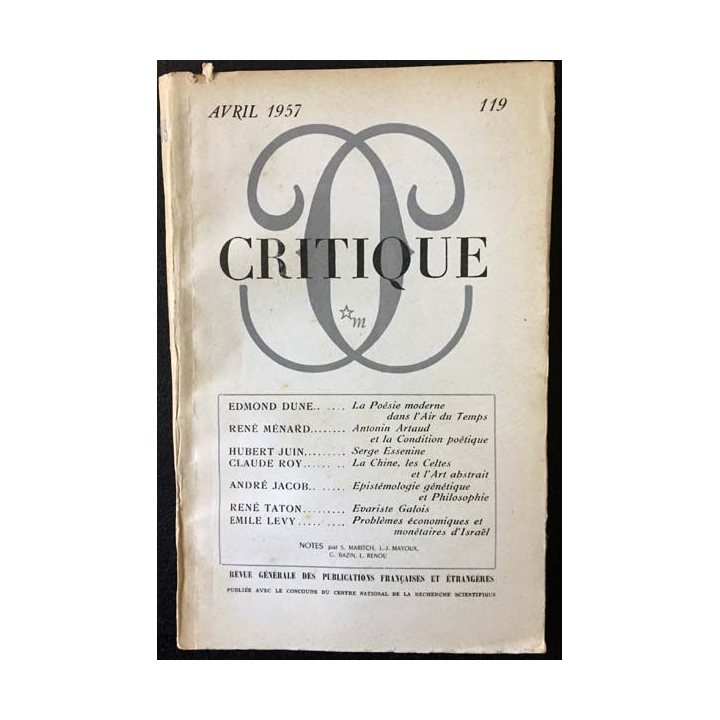 AVRIL 1957 119
CRITIQUE
m
EDMOND DUNE.. ..... La Poésie moderne
dans l'Air du Temps
RENÉ MÉNARD........ Antonin Artaud
et la Condition poétique
HUBERT JUIN......... Serge Essenine
CLAUDE ROY...... .. La Chine, les Celtes
et l'Art abstrait
ANDRÉ JACOB........ Epistémologie génétique
et Philosophie
RENÉ TATON......... Evariste Galois
EMILE LEVY..... .... Problèmes économiques et
monétaires d'Israël
NOTES par S. MARITCH, J.-J. MAYOUX,
G. BAZIN, L. RENOU
REVUE GÉNÉRALE DES PUBLICATIONS FRANÇAISES ET ÉTRANGÈRES
PUBLIÉE AVEC LE CONCOURS DU CENTRE NATIONAL DE LA RECHERCHE SCIENTIFIQUE